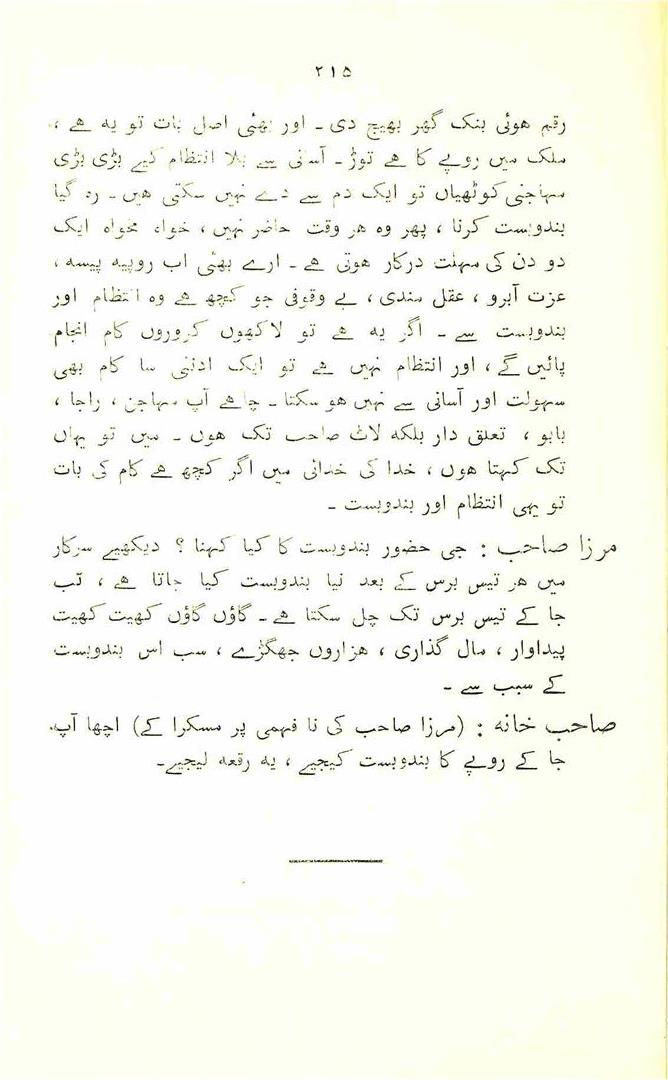 ۲۱۵
رقم ہوئی بنک گھر بھیج دی ۔ اور بھئی اصل بات تو یہ ہے ،
ملک میں روپے کا ہے توڑ ۔ آسانی سے بلا انتظام کیے بڑی بڑی
مہاجنی کوٹھیاں تو ایک دم سے دے نہیں سکتی ہیں ۔ رہ گیا
بندوبست کرنا ، پھر وہ ہر وقت حاضر نہیں ، خواہ مخواہ ایک
دو دن کی مہلت درکار ہوتی ہے ۔ ارے بھئی اب روپیہ پیسہ ،
عزت آبرو ، عقل مندی ، بے وقوفی جو کچھ ہے وہ انتظام اور
بندوبست سے ۔ اگر یہ ہے تو لاکھوں کروروں کام انجام
پائیں گے ، اور انتظام نہیں ہے تو ایک ادنیٰ سا کام بھی
سہولت اور آسانی سے نہیں ہو سکتا ۔ چاہے آپ مہاجن ، راجا ،
بابو ، تعلق دار بلکہ لاٹ صاحب تک ہوں ۔ میں تو یہاں
تک کہتا ہوں ، خدا کی خدائی میں اگر کچھ ہے کام کی بات
تو یہی انتظام اور بندوبست ۔
مرزا صاحب : جی حضور بندوبست کا کیا کہنا ؟ دیکھیے سرکار
میں ہر تیس برس کے بعد نیا بندوبست کیا جاتا ہے ، تب
جا کے تیس برس تک چل سکتا ہے ۔ گاؤں گاؤں کھیت کھیت
پیداوار ، مال گذاری ، ہزاروں جھگڑے ، سب اس بندوبست
کے سبب سے ۔
صاحب خانہ : (مرزا صاحب کی نا فہمی پر مسکرا کے) اچھا آپ
جا کے روپے کا بندوبست کیجیے ، یہ رقعہ لیجیے ۔